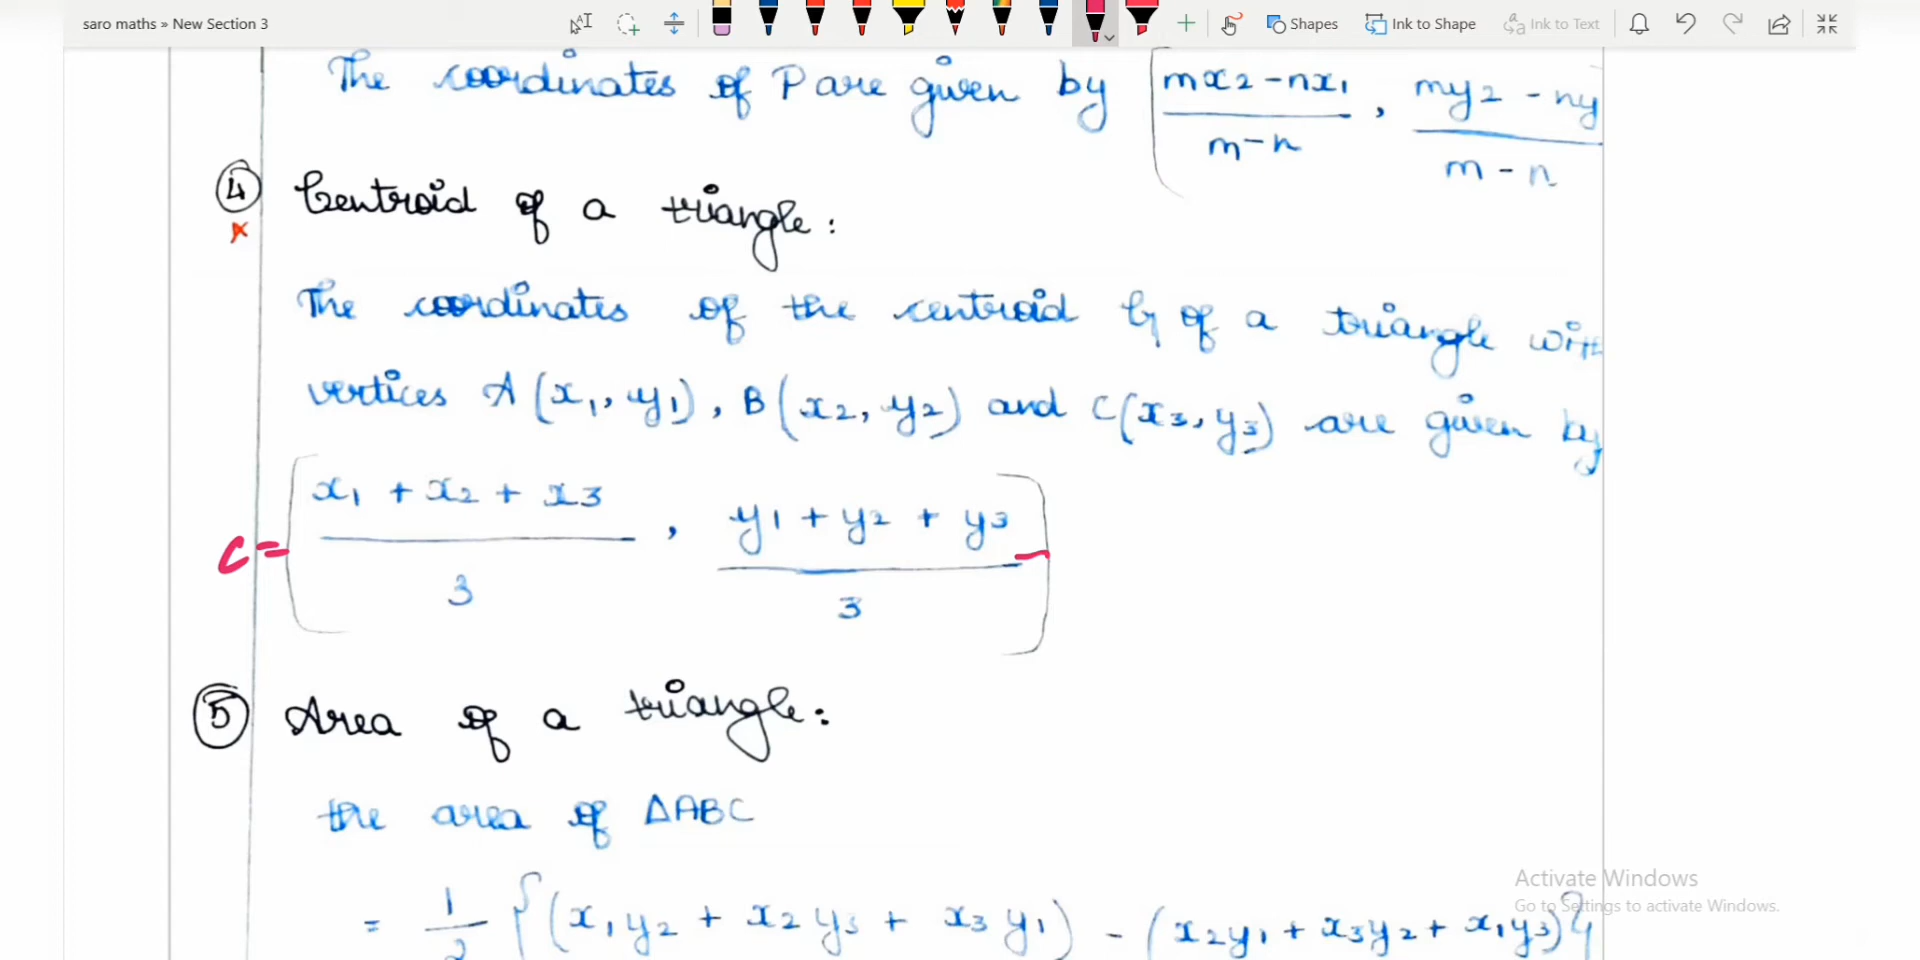 saro maths » New Section 3
Shapes
Ink to Shape
Ink to Text
The coordinates of P are given by (mx2-nx1/m-n, my2-ny/m-n
④ Centroid of a triangle:
The coordinates of the centroid G of a triangle with
vertices A(x1, y1), B(x2, y2) and C(x3, y3) are given by
C= (x1+x2+x3/3, y1+y2+y3/3)
⑤ Area of a triangle:
the area of ΔABC
= 1/2 {(x1y2 + x2y3 + x3y1) - (x2y1 + x3y2 + x1y3)}
Activate Windows
Go to Settings to activate Windows.